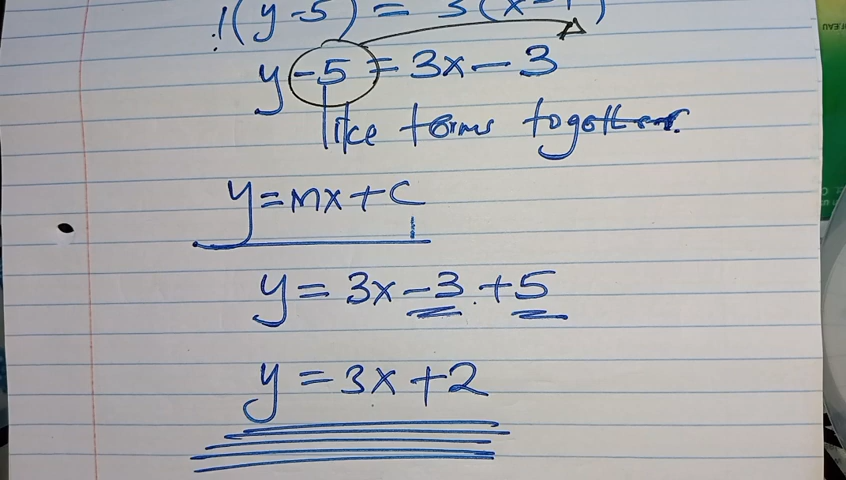 1(y-5) = 3(x-1)
y-5 = 3x-3
like terms together.
y=mx+c
y= 3x-3+5
y=3x+2